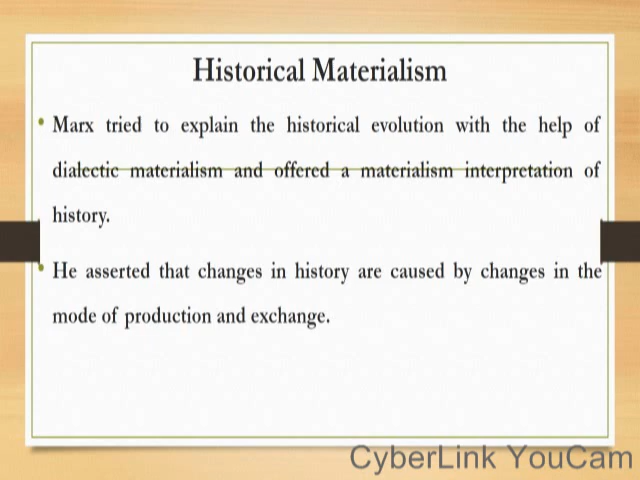 Historical Materialism
• Marx tried to explain the historical evolution with the help of
dialectic materialism and offered a materialism interpretation of
history.
• He asserted that changes in history are caused by changes in the
mode of production and exchange.
CyberLink YouCam